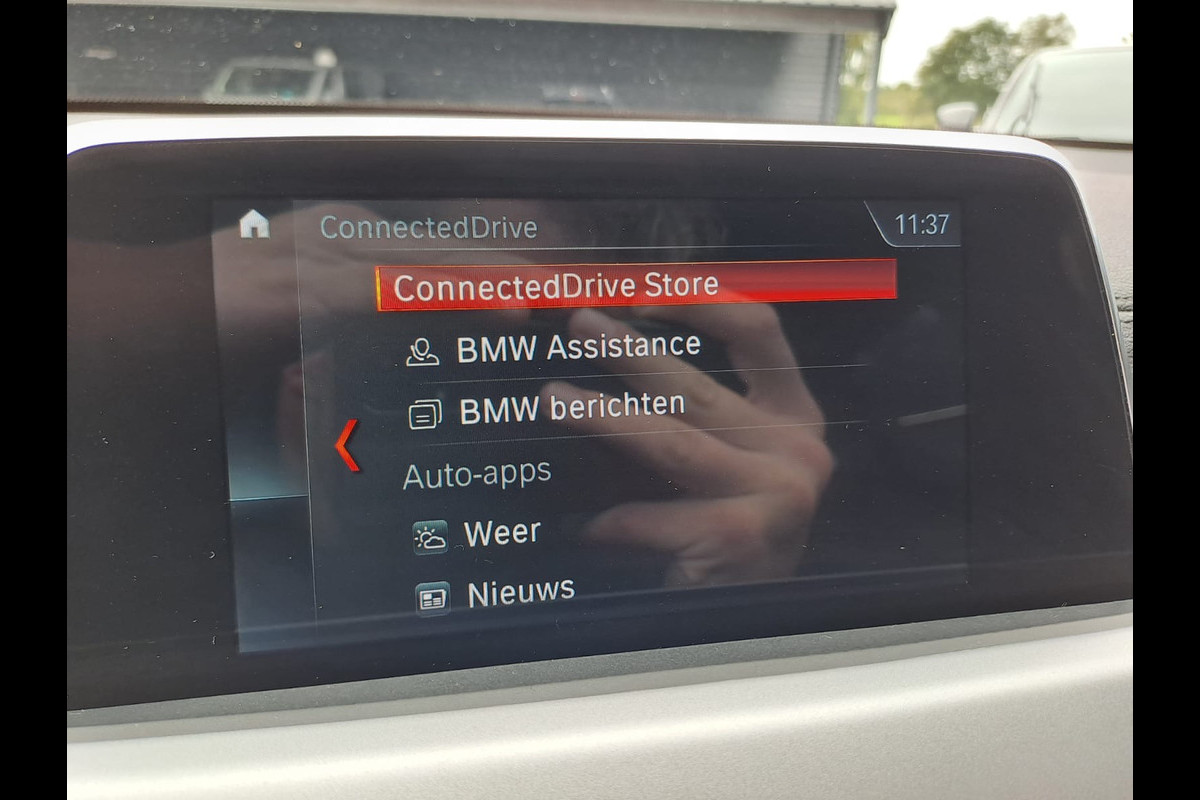 ConnectedDrive
11:37
ConnectedDrive Store
BMW Assistance
BMW berichten
Auto-apps
Weer
Nieuws